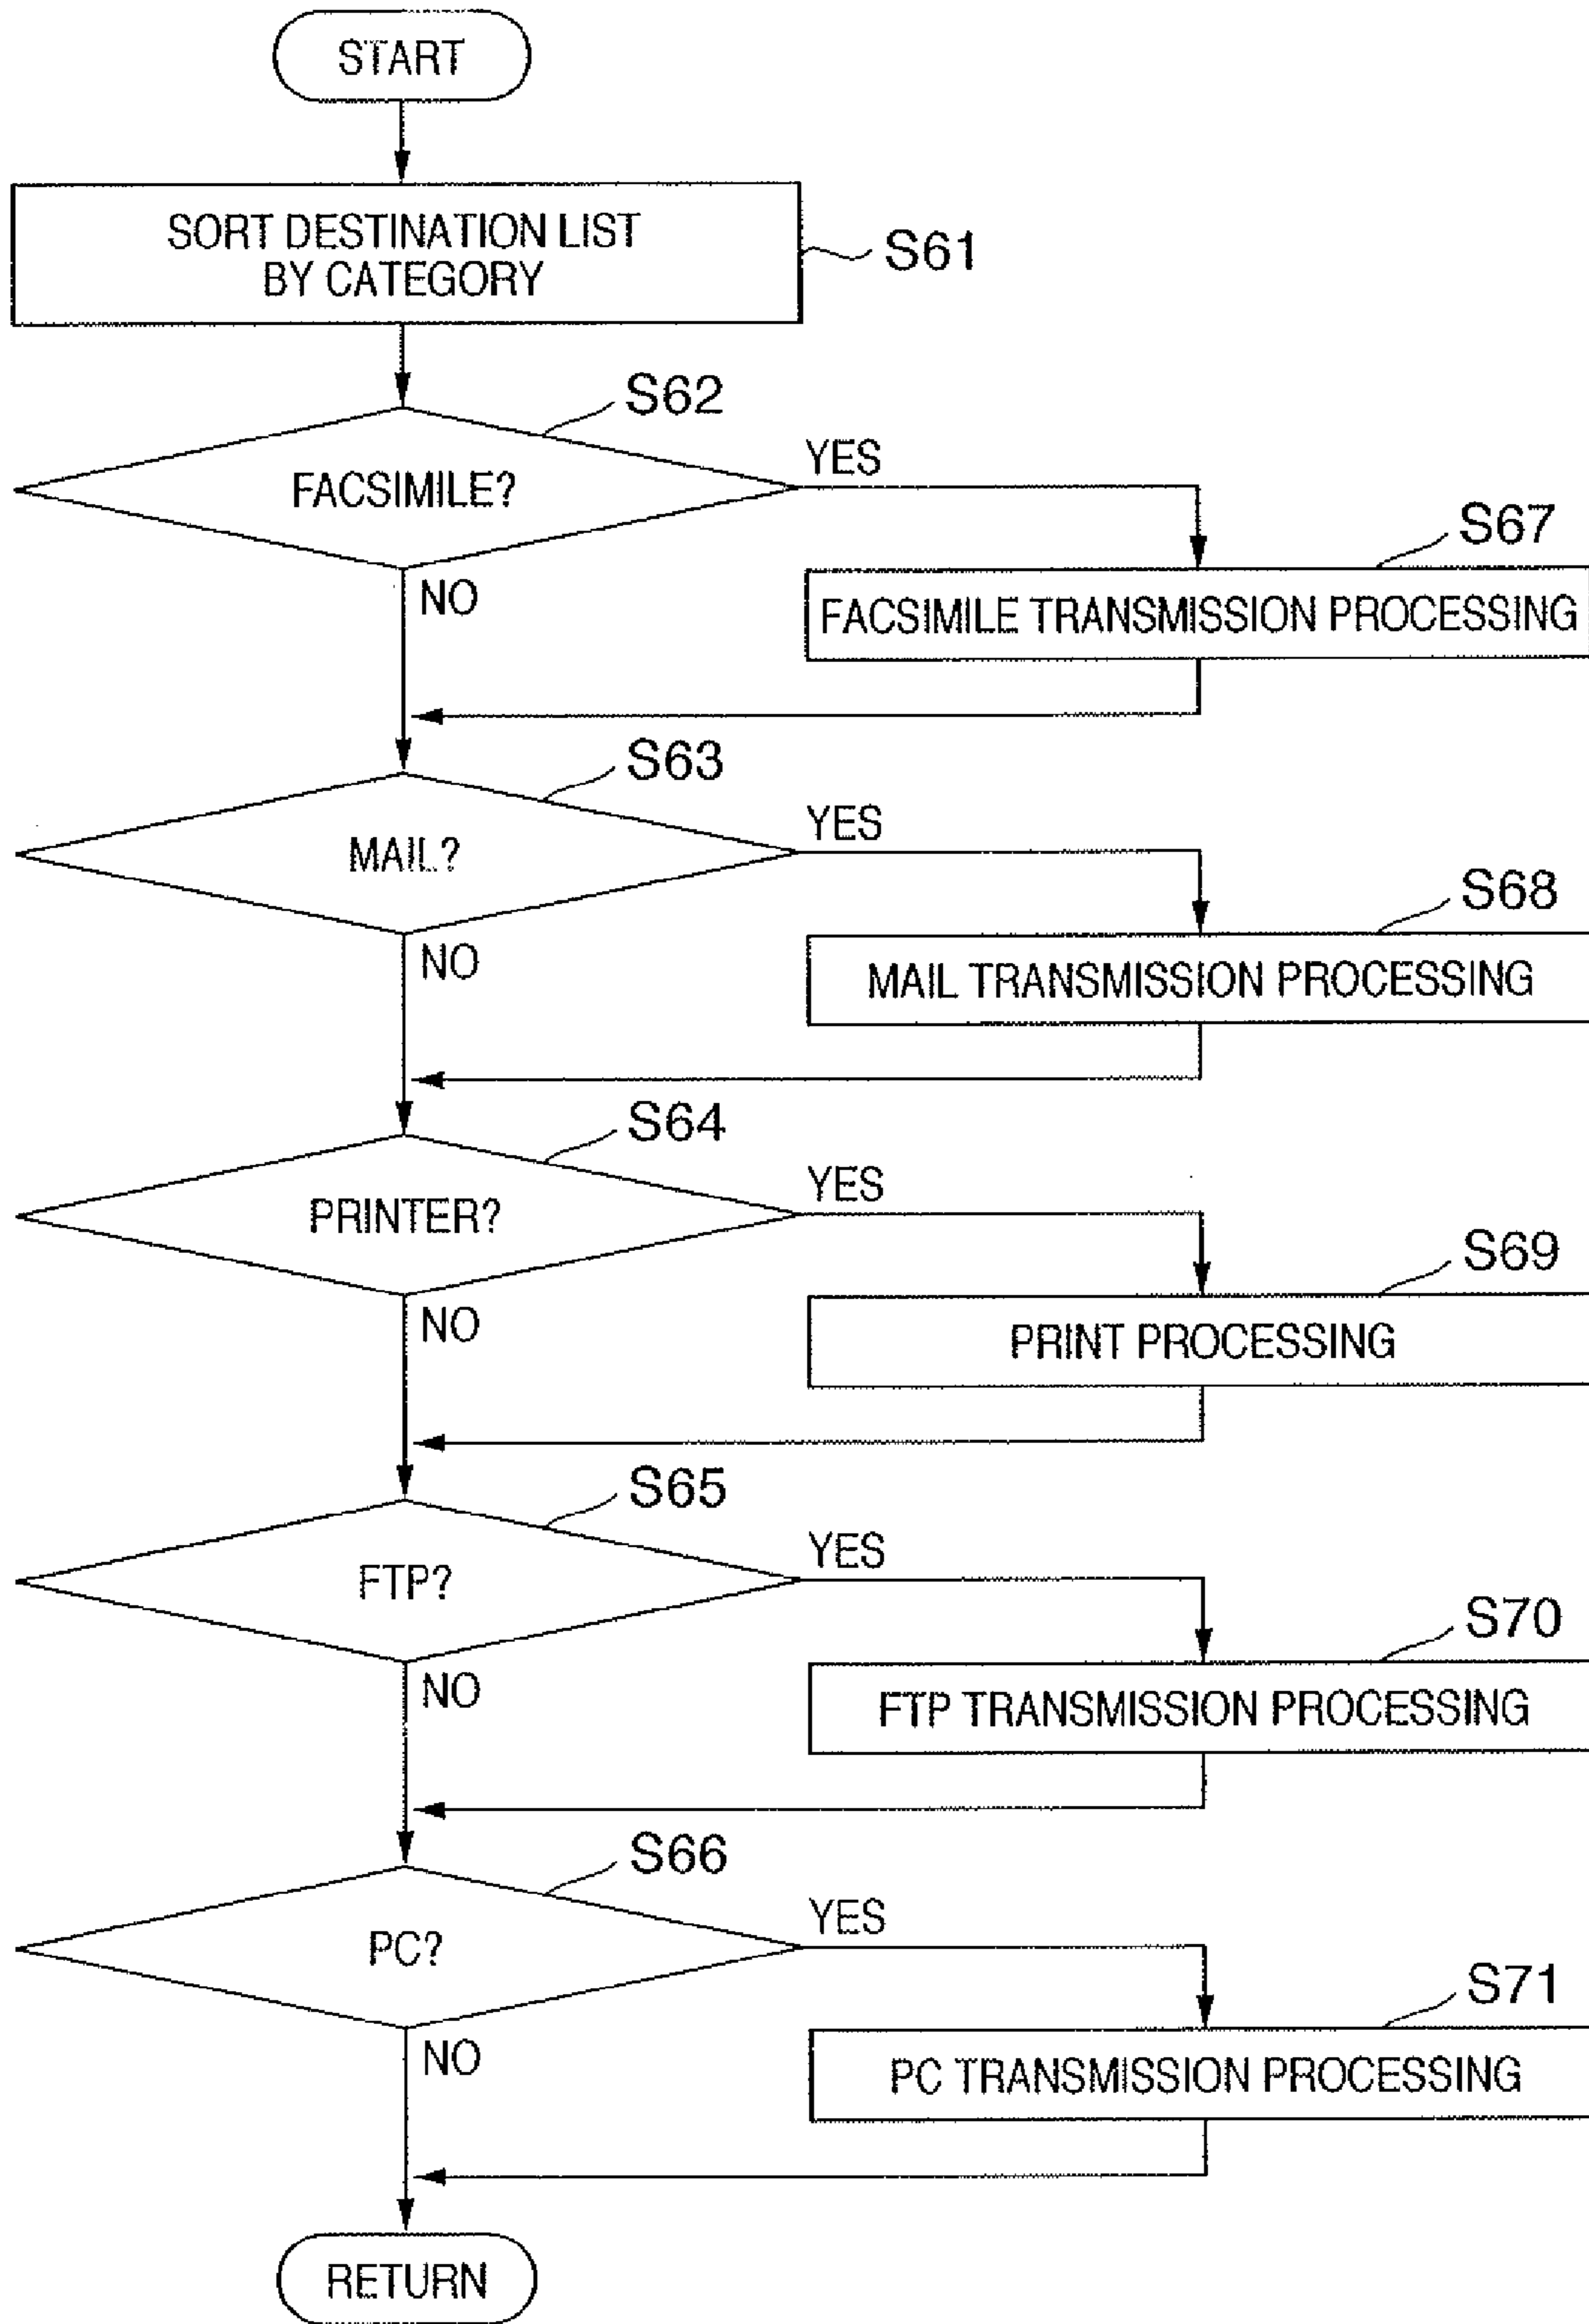 START
SORT DESTINATION LIST
BY CATEGORY
S61
S62
FACSIMILE?
YES
NO
S67
FACSIMILE TRANSMISSION PROCESSING
S63
MAIL?
YES
NO
S68
MAIL TRANSMISSION PROCESSING
S64
PRINTER?
YES
NO
S69
PRINT PROCESSING
S65
FTP?
YES
NO
S70
FTP TRANSMISSION PROCESSING
S66
PC?
YES
NO
S71
PC TRANSMISSION PROCESSING
RETURN